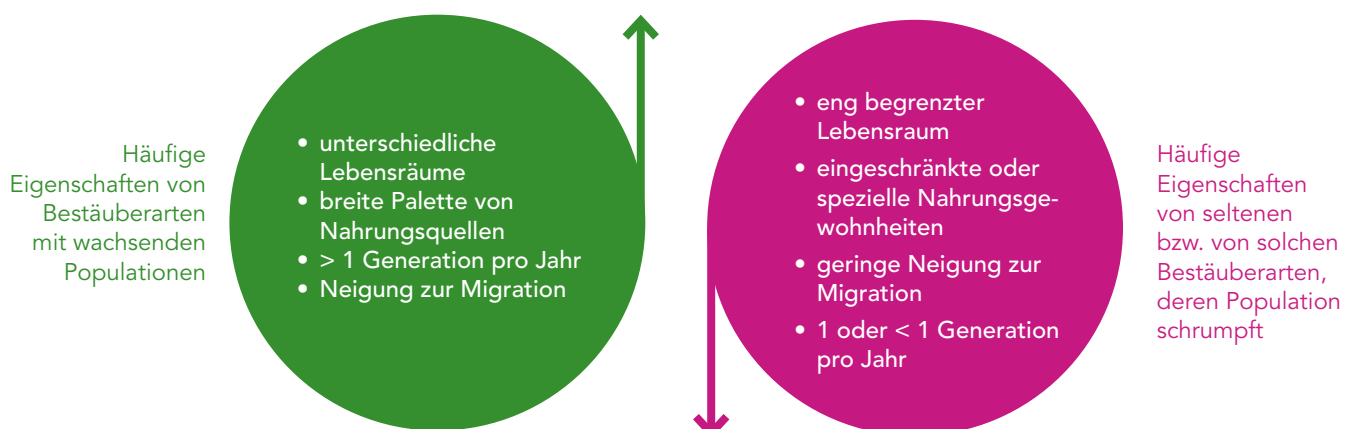 Häufige
Eigenschaften von
Bestäuberarten
mit wachsenden
Populationen
• unterschiedliche
Lebensräume
• breite Palette von
Nahrungsquellen
• > 1 Generation pro Jahr
• Neigung zur Migration
• eng begrenzter
Lebensraum
• eingeschränkte oder
spezielle Nahrungsge-
wohnheiten
• geringe Neigung zur
Migration
• 1 oder < 1 Generation
pro Jahr
Häufige
Eigenschaften
von seltenen
bzw. von solchen
Bestäuberarten,
deren Population
schrumpft